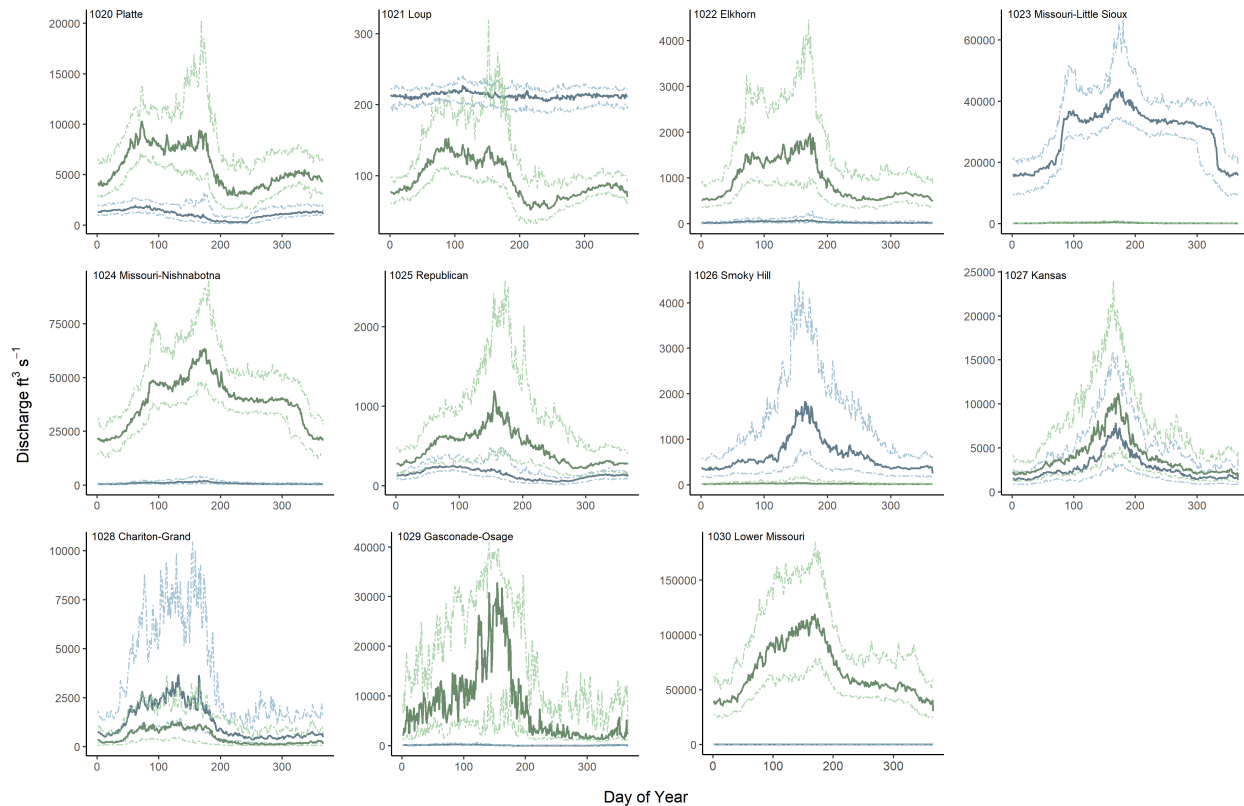 1020 Platte
20000
15000
10000
5000
0
0 100 200 300
1021 Loup
300
200
100
0 100 200 300
1022 Elkhorn
4000
3000
2000
1000
0
0 100 200 300
1023 Missouri-Little Sioux
60000
40000
20000
0
0 100 200 300
1024 Missouri-Nishnabotna
75000
50000
25000
0
0 100 200 300
1025 Republican
2000
1000
0
0 100 200 300
1026 Smoky Hill
4000
3000
2000
1000
0
0 100 200 300
1027 Kansas
25000
20000
15000
10000
5000
0
0 100 200 300
1028 Chariton-Grand
10000
7500
5000
2500
0
0 100 200 300
1029 Gasconade-Osage
40000
30000
20000
10000
0
0 100 200 300
1030 Lower Missouri
150000
100000
50000
0
0 100 200 300
Discharge ft³ s⁻¹
Day of Year